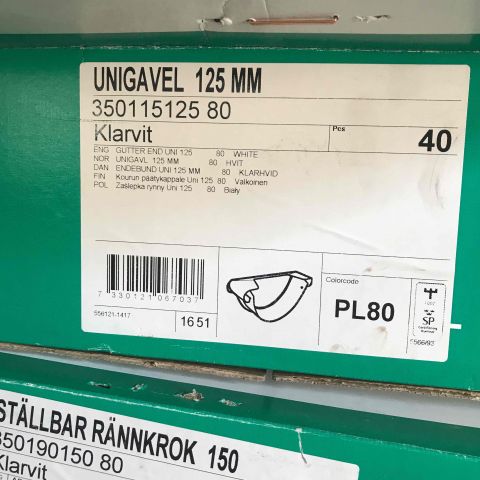 UNIGAVEL 125 MM
350115125 80
Klarvit Pcs 40
ENG GUTTER END UNI 125 80 WHITE
NOR UNIGAVL 125 MM 80 HVIT
DAN ENDEBUND UNI 125 MM 80 KLARHVID
FIN Kourun päätykappale Uni 125 80 Valkoinen
POL Zaślepka rynny Uni 125 80 Biały
7 330121 067037
556121-1417 1651
Colorcode
PL80
SP
STÄLLBAR RÄNNKROK 150
350190150 80
Klarvit